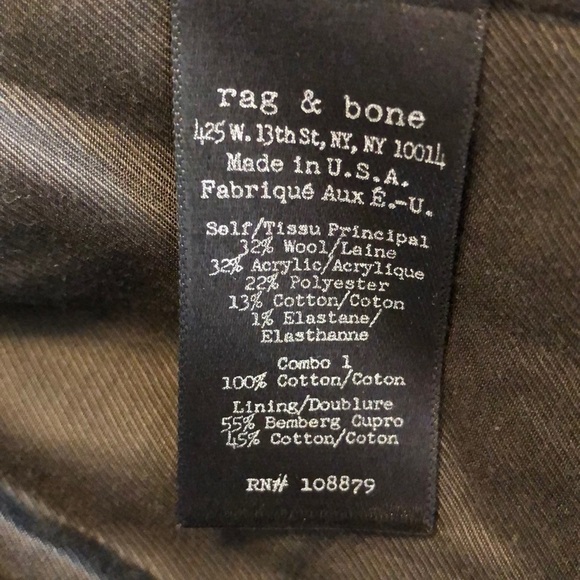 rag & bone
425 W. 13th St, NY, NY 10014
Made in U.S.A.
Fabriqué Aux É.-U.
Self/Tissu Principal
32% Wool/Laine
32% Acrylic/Acrylique
22% Polyester
13% Cotton/Coton
1% Elastane/
Elasthanne
Combo 1
100% Cotton/Coton
Lining/Doublure
55% Bemberg Cupro
45% Cotton/Coton
RN# 108879